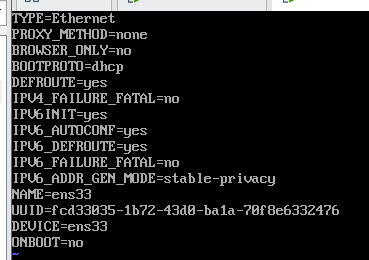 TYPE=Ethernet
PROXY_METHOD=none
BROWSER_ONLY=no
BOOTPROTO=dhcp
DEFROUTE=yes
IPV4_FAILURE_FATAL=no
IPV6INIT=yes
IPV6_AUTOCONF=yes
IPV6_DEFROUTE=yes
IPV6_FAILURE_FATAL=no
IPV6_ADDR_GEN_MODE=stable-privacy
NAME=ens33
UUID=fcd33035-1b72-43d0-ba1a-70f8e6332476
DEVICE=ens33
ONBOOT=no
~